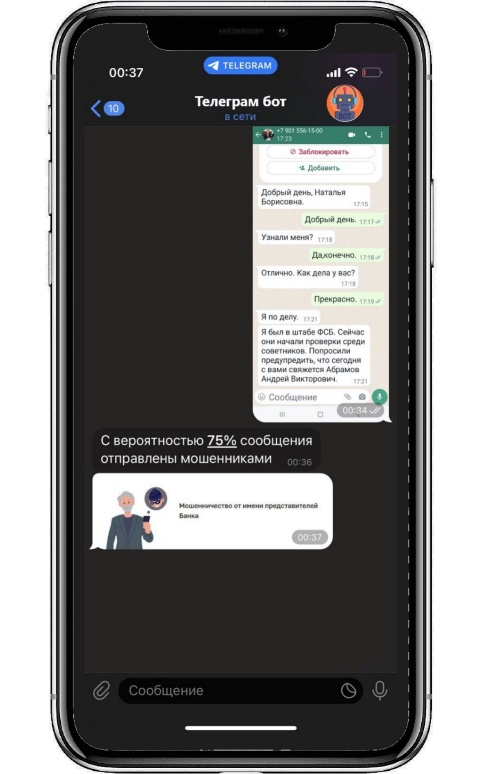 00:37
TELEGRAM
10
Телеграм бот
в сети
BOT
+7 901 556-15-00
17:23
Заблокировать
Добавить
Добрый день, Наталья
Борисовна.
17:15
Добрый день. 17:17
Узнали меня? 17:18
Да,конечно. 17:18
Отлично. Как дела у вас?
17:18
Прекрасно. 17:19
Я по делу. 17:21
Я был в штабе ФСБ. Сейчас
они начали проверки среди
советников. Попросили
предупредить, что сегодня
с вами свяжется Абрамов
Андрей Викторович. 17:21
Сообщение
00:34
С вероятностью 75% сообщения
отправлены мошенниками 00:36
Мошенничество от имени представителей
Банка
00:37
Сообщение